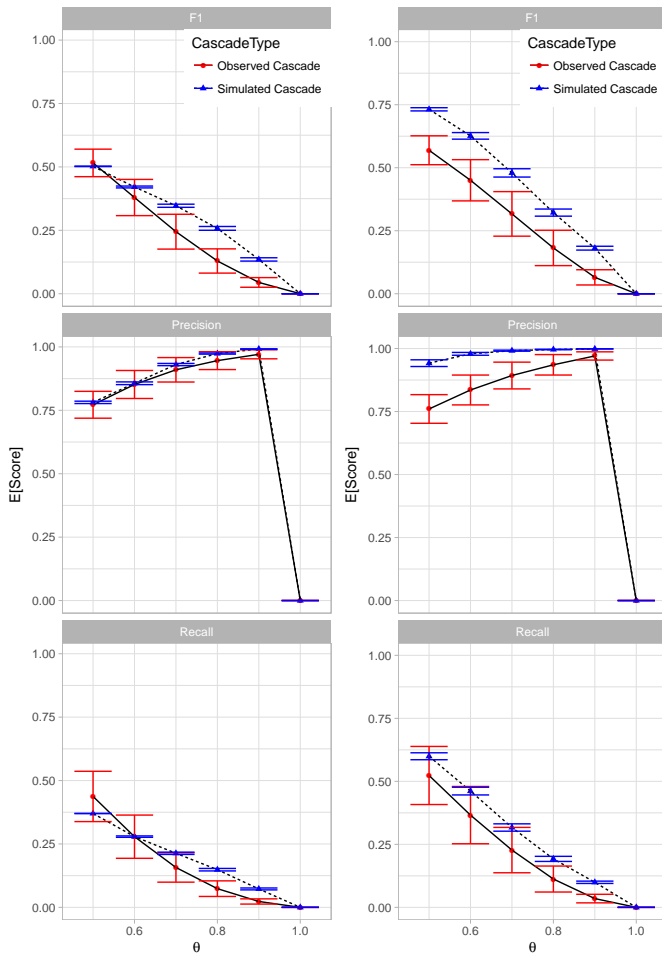 F1
CascadeType
Observed Cascade
Simulated Cascade
1.00
0.75
0.50
0.25
0.00
Precision
1.00
0.75
0.50
0.25
0.00
E[Score]
Recall
1.00
0.75
0.50
0.25
0.00
0.6
0.8
1.0
θ
F1
CascadeType
Observed Cascade
Simulated Cascade
1.00
0.75
0.50
0.25
0.00
Precision
1.00
0.75
0.50
0.25
0.00
E[Score]
Recall
1.00
0.75
0.50
0.25
0.00
0.6
0.8
1.0
θ